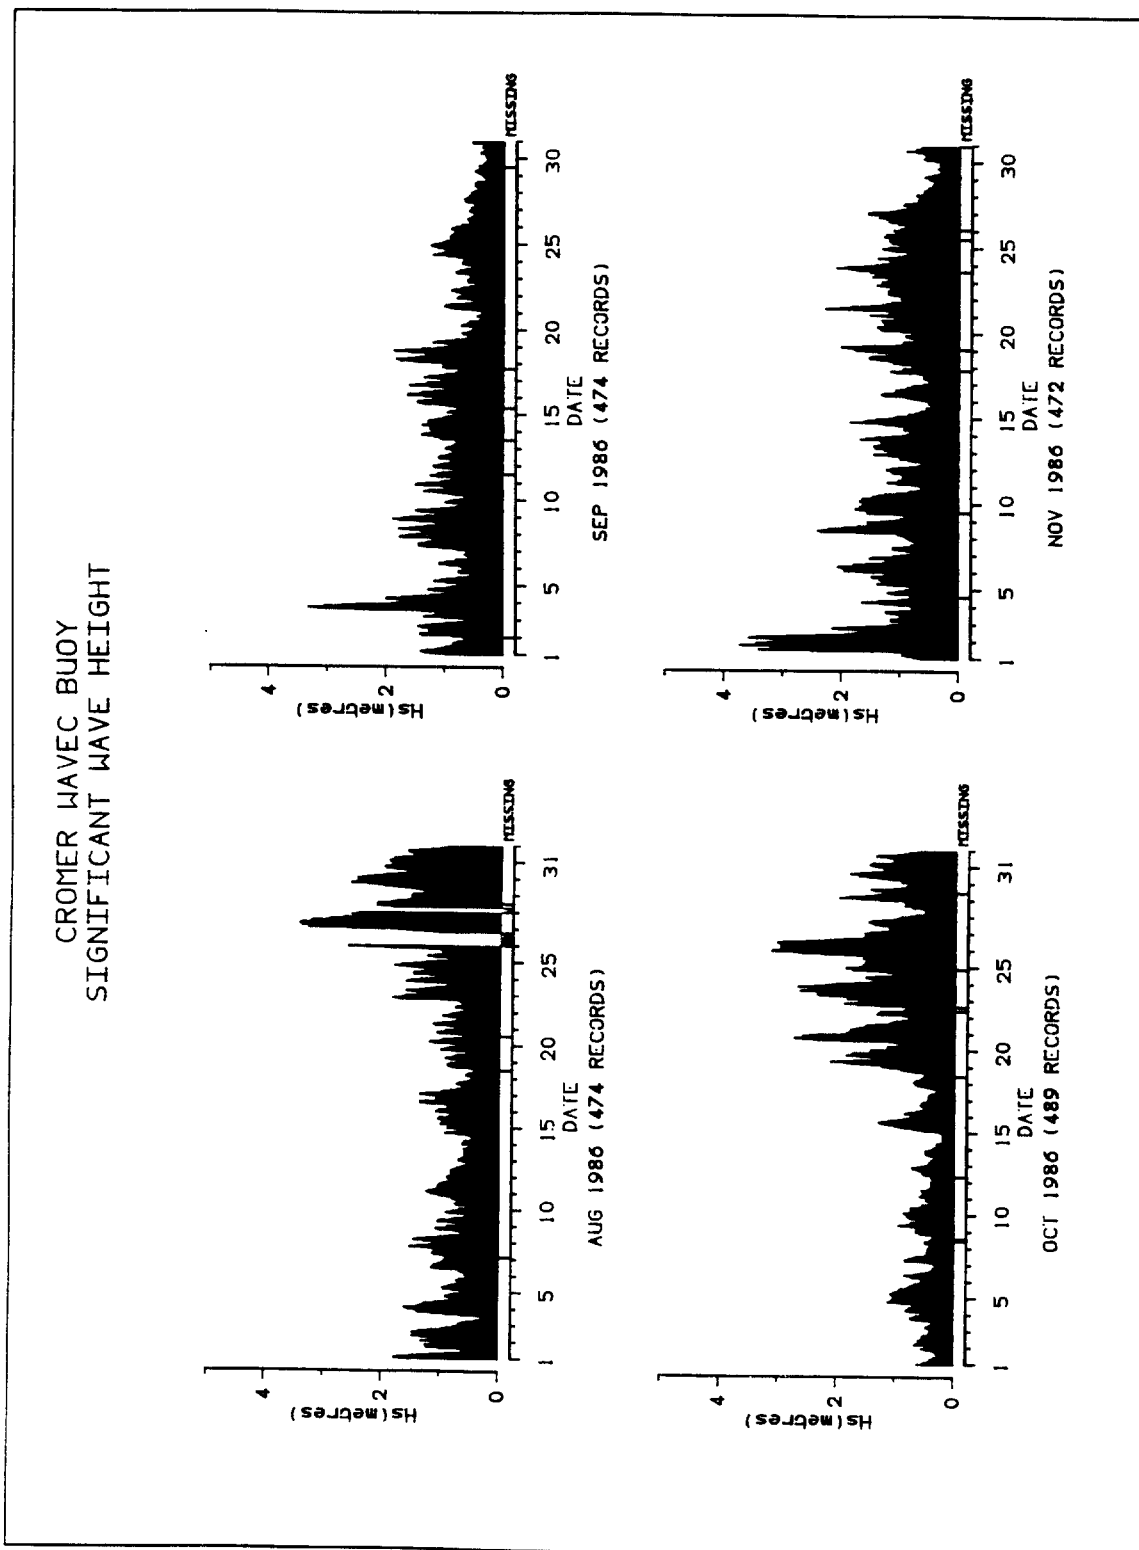 CROMER WAVEC BUOY
SIGNIFICANT WAVE HEIGHT
Hs(metres)
4
2
0
MISSING
1 5 10 15 20 25 31
DATE
AUG 1986 (474 RECORDS)
Hs(metres)
4
2
0
MISSING
1 5 10 15 20 25 30
DATE
SEP 1986 (474 RECORDS)
Hs(metres)
4
2
0
MISSING
1 5 10 15 20 25 31
DATE
OCT 1986 (489 RECORDS)
Hs(metres)
4
2
0
MISSING
1 5 10 15 20 25 30
DATE
NOV 1986 (472 RECORDS)